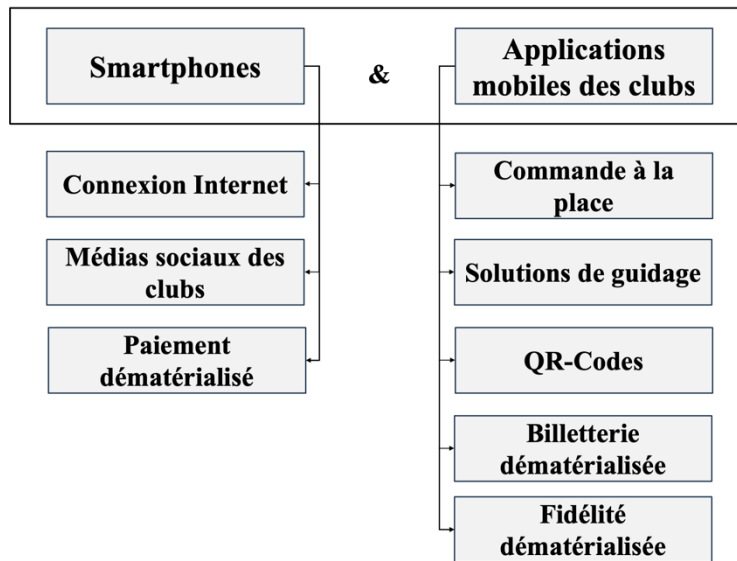 Smartphones
&
Applications
mobiles des clubs
Connexion Internet
Médias sociaux des
clubs
Paiement
dématérialisé
Commande à la
place
Solutions de guidage
QR-Codes
Billetterie
dématérialisée
Fidélité
dématérialisée